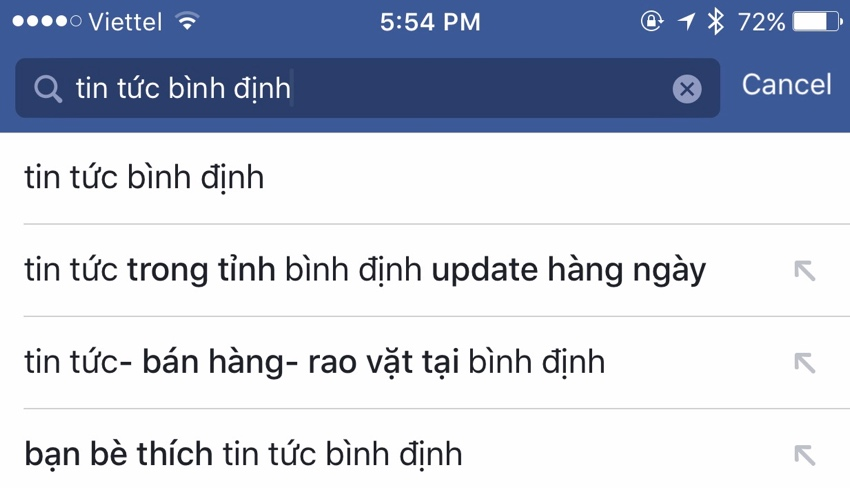 Viettel 5:54 PM 72%
tin tức bình định Cancel
tin tức bình định
tin tức trong tỉnh bình định update hàng ngày
tin tức- bán hàng- rao vặt tại bình định
bạn bè thích tin tức bình định